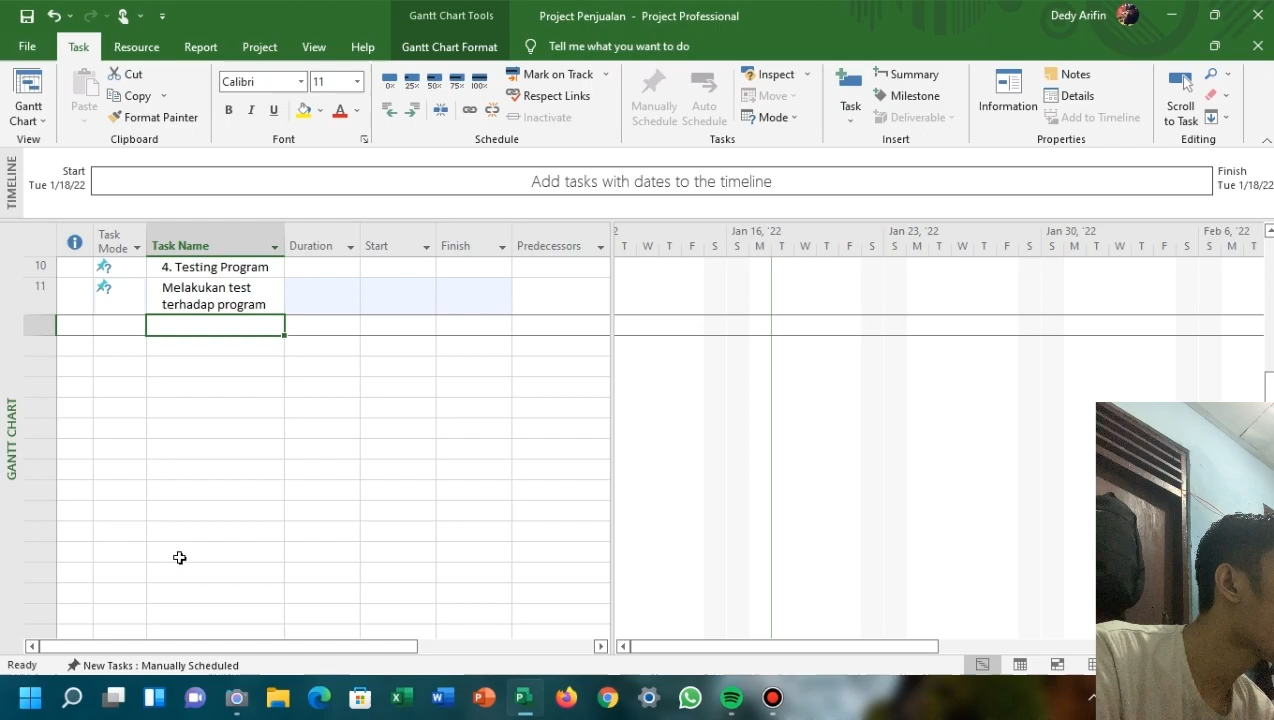 Gantt Chart Tools
Project Penjualan - Project Professional
Dedy Arifin
File
Task
Resource
Report
Project
View
Help
Gantt Chart Format
Tell me what you want to do
Gantt
Chart
View
Paste
Cut
Copy
Format Painter
Clipboard
Calibri
11
B I U
A
Font
0× 25× 50× 75× 100×
Mark on Track
Respect Links
Inactivate
Schedule
Manually
Schedule
Auto
Schedule
Inspect
Move
Mode
Tasks
Task
Summary
Milestone
Deliverable
Insert
Information
Notes
Details
Add to Timeline
Properties
Scroll
to Task
Editing
TIMELINE
Start
Tue 1/18/22
Add tasks with dates to the timeline
Finish
Tue 1/18/22
Task
Mode
Task Name
Duration
Start
Finish
Predecessors
2
Jan 16, '22
Jan 23, '22
Jan 30, '22
Feb 6, '22
T W T F S S M T W T F S S M T W T F S S M T W T F S S M T
10
4. Testing Program
11
Melakukan test
terhadap program
GANTT CHART
Ready
New Tasks : Manually Scheduled